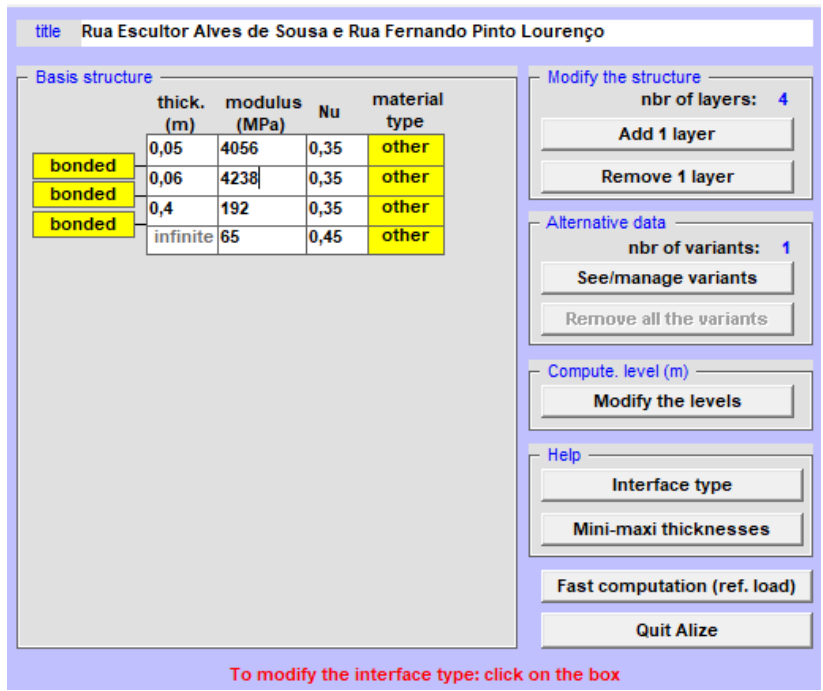 title Rua Escultor Alves de Sousa e Rua Fernando Pinto Lourenço
Basis structure
thick. (m) modulus (MPa) Nu material type
0,05 4056 0,35 other
bonded
0,06 4238 0,35 other
bonded
0,4 192 0,35 other
bonded
infinite 65 0,45 other
Modify the structure
nbr of layers: 4
Add 1 layer
Remove 1 layer
Alternative data
nbr of variants: 1
See/manage variants
Remove all the variants
Compute. level (m)
Modify the levels
Help
Interface type
Mini-maxi thicknesses
Fast computation (ref. load)
Quit Alize
To modify the interface type: click on the box